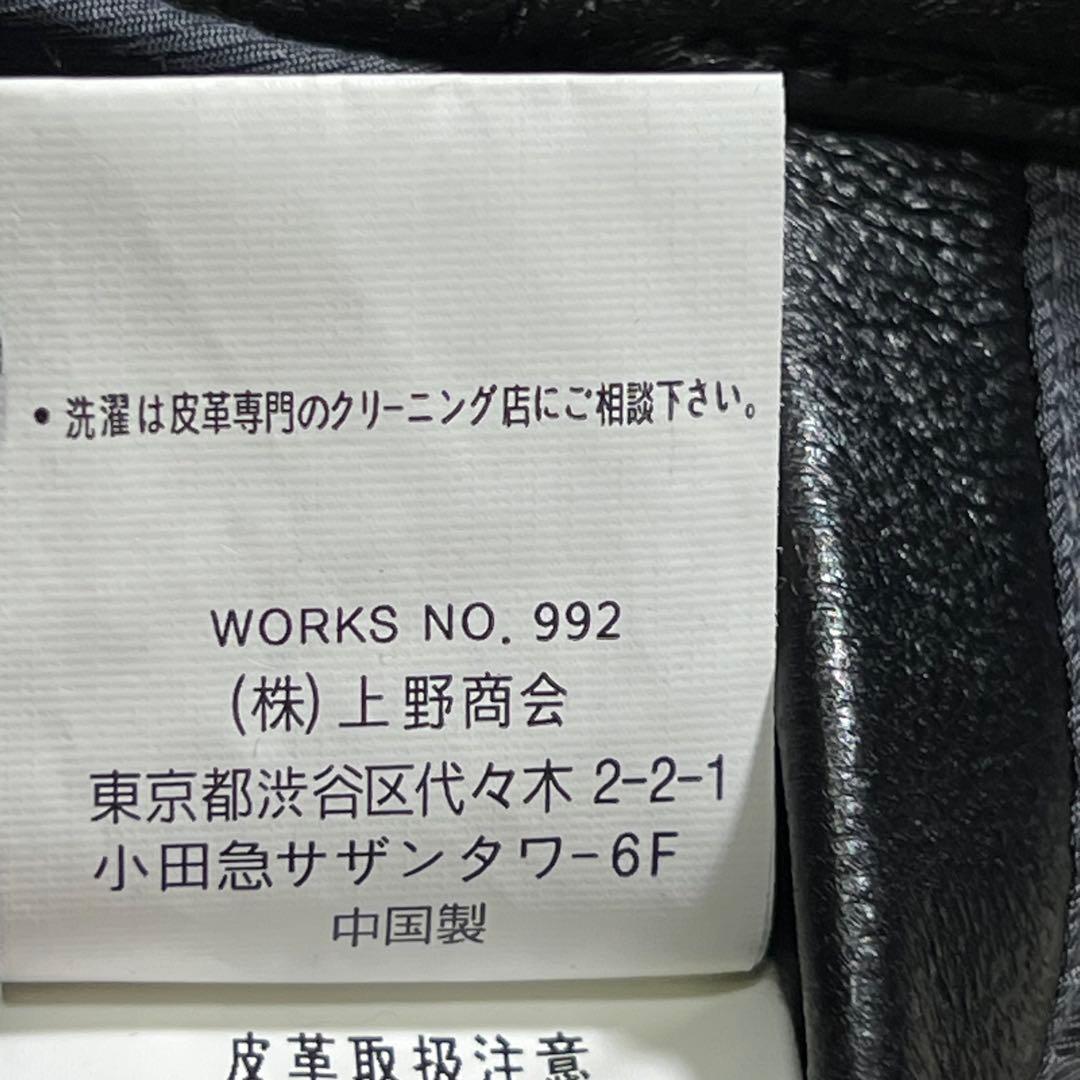 • 洗濯は皮革専門のクリーニング店にご相談下さい。
WORKS NO. 992
(株)上野商会
東京都渋谷区代々木 2-2-1
小田急サザンタワー6F
中国製
皮革取扱注意